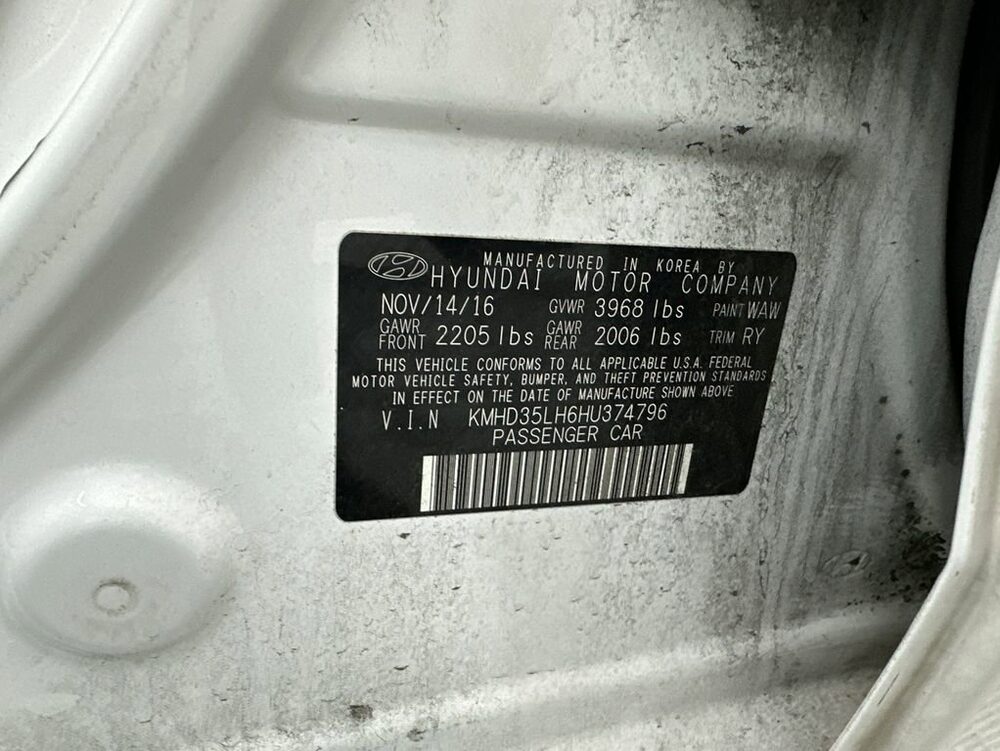 MANUFACTURED IN KOREA BY
HYUNDAI MOTOR COMPANY
NOV/14/16 GVWR 3968 lbs PAINT WAW
GAWR FRONT 2205 lbs GAWR REAR 2006 lbs TRIM RY
THIS VEHICLE CONFORMS TO ALL APPLICABLE U.S.A. FEDERAL
MOTOR VEHICLE SAFETY, BUMPER, AND THEFT PREVENTION STANDARDS
IN EFFECT ON THE DATE OF MANUFACTURE SHOWN ABOVE
V.I.N KMHD35LH6HU374796
PASSENGER CAR